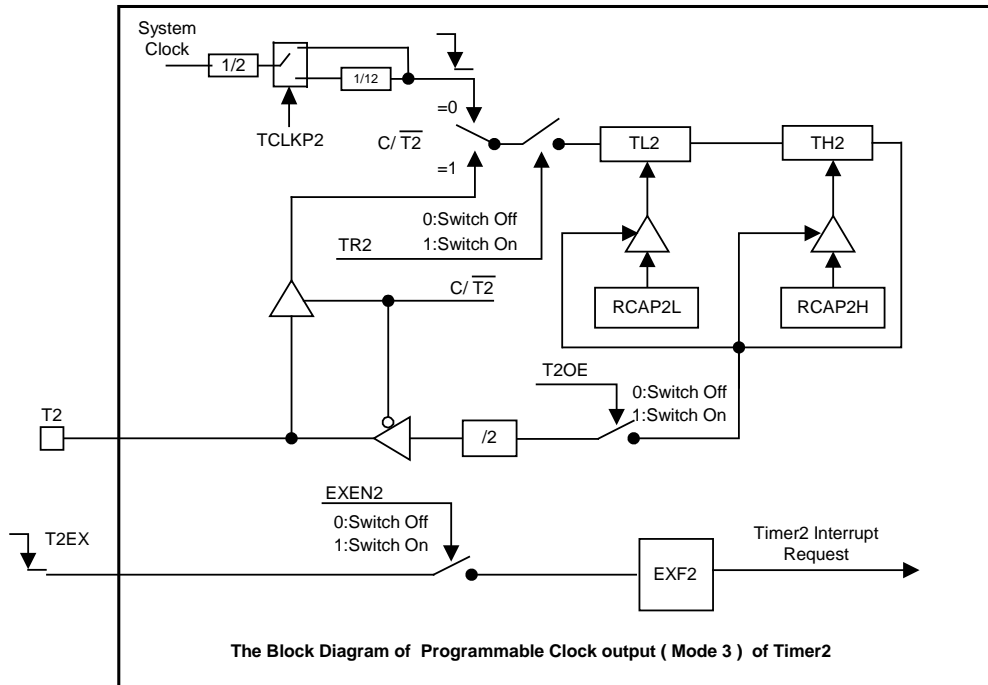 System
Clock
1/2
1/12
TCLKP2
=0
C/ T2
=1
TL2
TH2
0:Switch Off
1:Switch On
TR2
C/ T2
RCAP2L
RCAP2H
T2OE
0:Switch Off
1:Switch On
T2
/2
EXEN2
0:Switch Off
1:Switch On
T2EX
EXF2
Timer2 Interrupt
Request
The Block Diagram of Programmable Clock output ( Mode 3 ) of Timer2